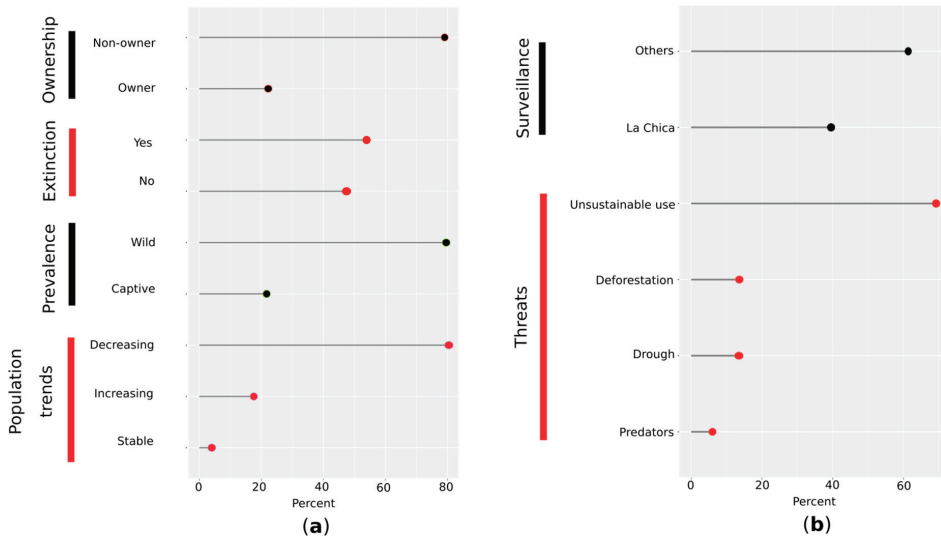 Ownership
Non-owner
Owner
Extinction
Yes
No
Prevalence
Wild
Captive
Population
trends
Decreasing
Increasing
Stable
0 20 40 60 80
Percent
(a)
Surveillance
Others
La Chica
Threats
Unsustainable use
Deforestation
Drough
Predators
0 20 40 60
Percent
(b)